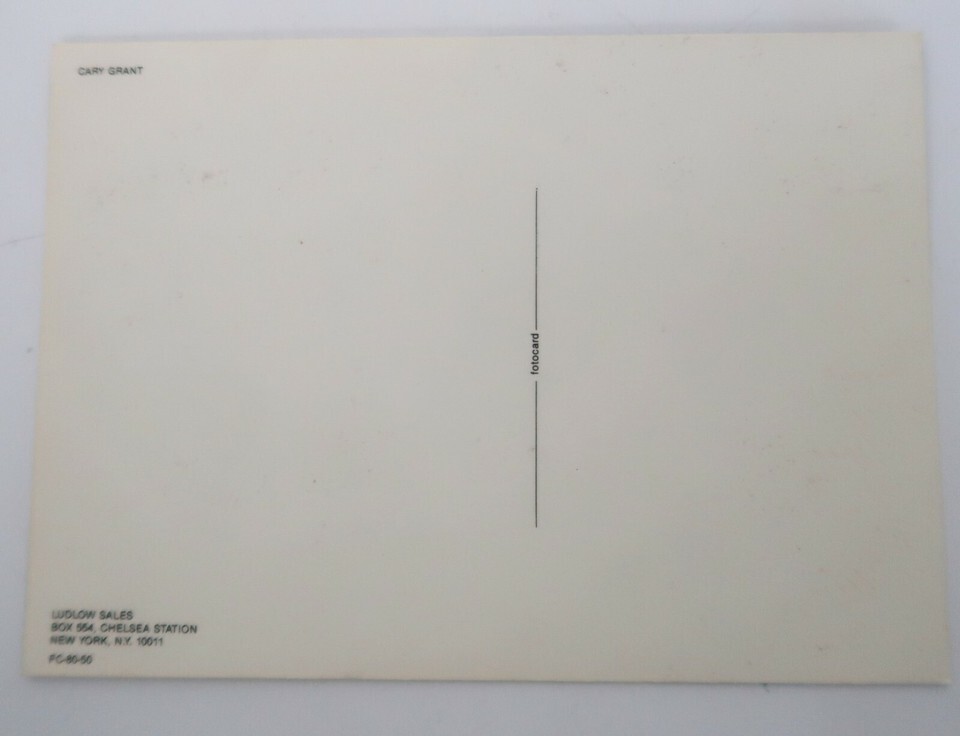 CARY GRANT
fotocard
LUDLOW SALES
BOX 554, CHELSEA STATION
NEW YORK, N.Y. 10011
FC-80-50